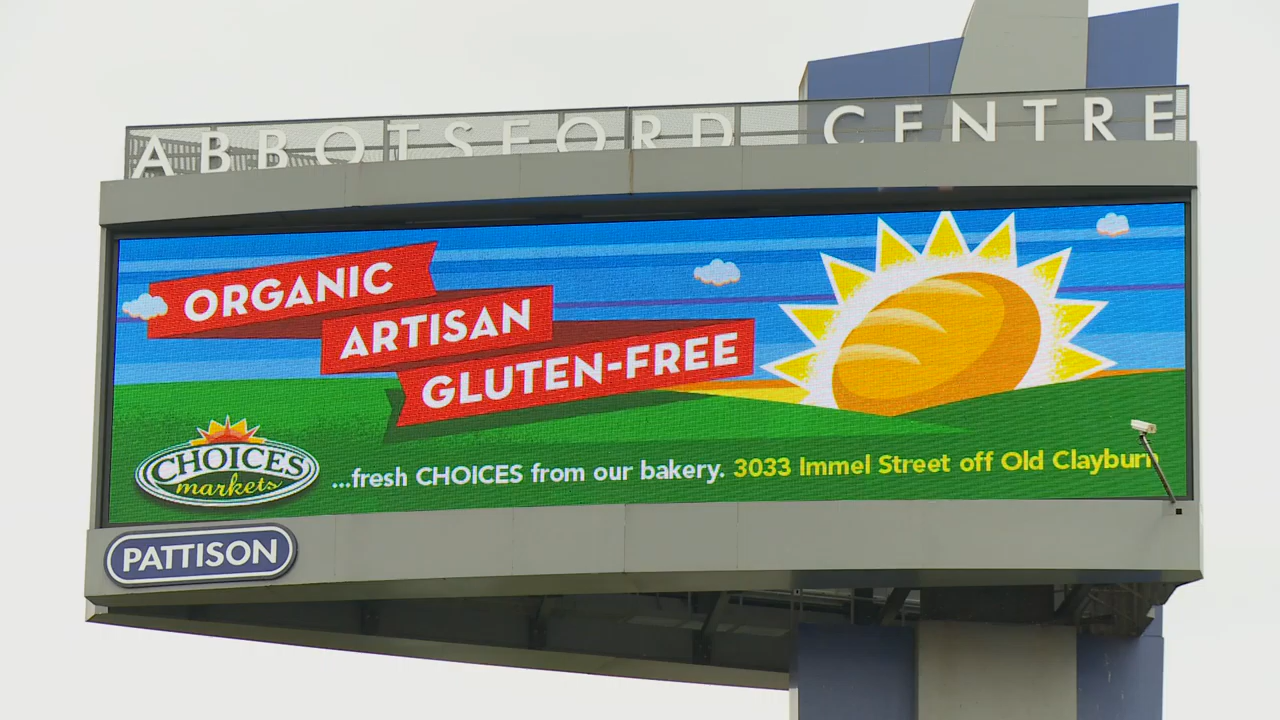 ABBOTSFORD CENTRE
ORGANIC
ARTISAN
GLUTEN-FREE
CHOICES
markets
...fresh CHOICES from our bakery. 3033 Immel Street off Old Clayburn
PATTISON